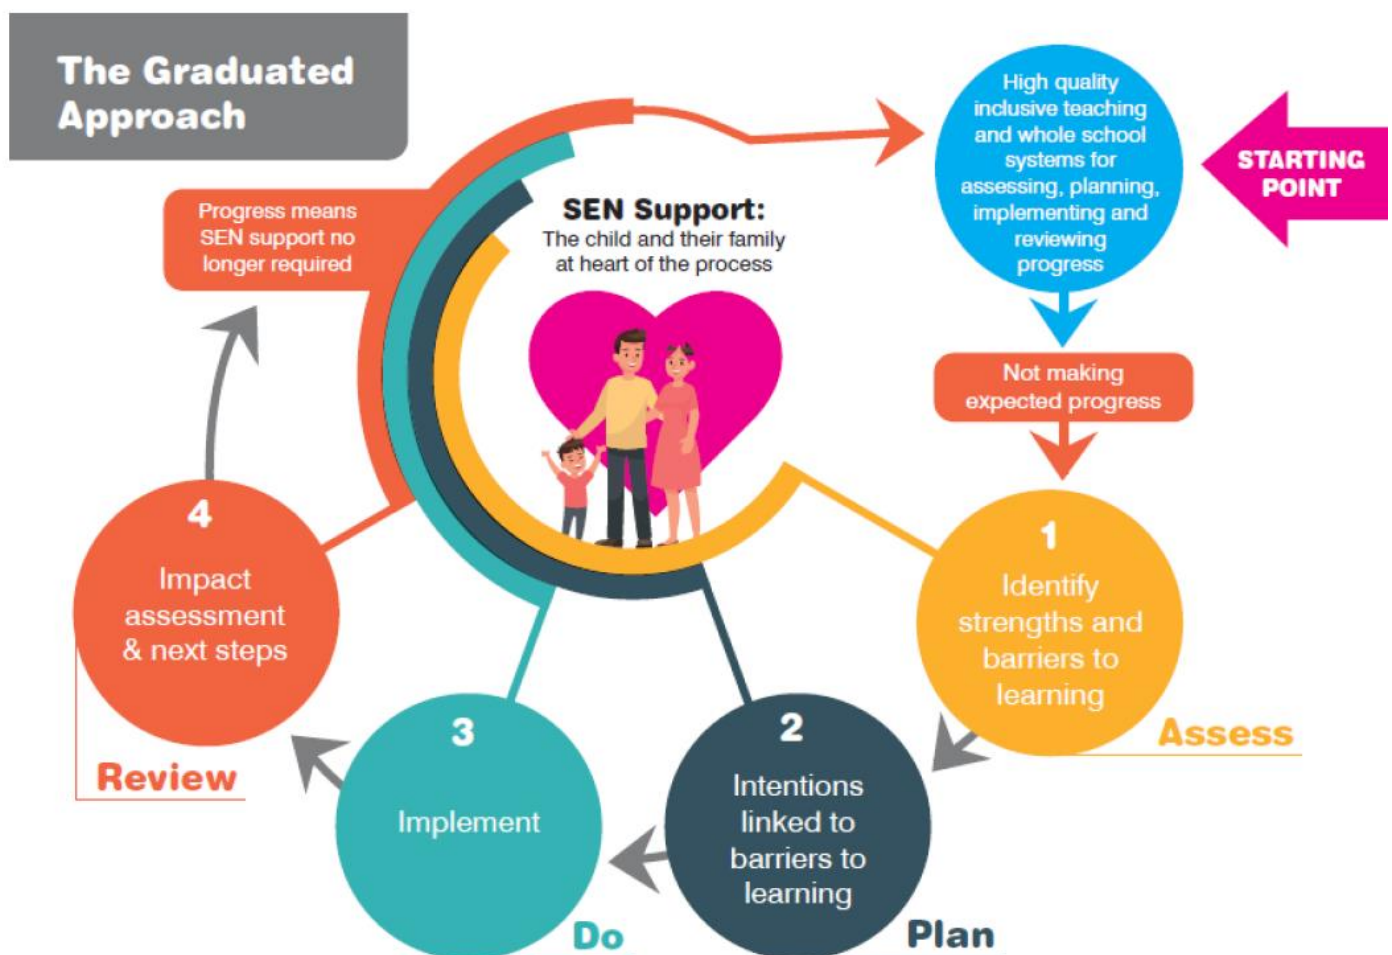 The Graduated
Approach
High quality
inclusive teaching
and whole school
systems for
assessing, planning,
implementing and
reviewing
progress
STARTING
POINT
Progress means
SEN support no
longer required
SEN Support:
The child and their family
at heart of the process
Not making
expected progress
1
Identify
strengths and
barriers to
learning
Assess
2
Intentions
linked to
barriers to
learning
Plan
3
Implement
Do
4
Impact
assessment
& next steps
Review